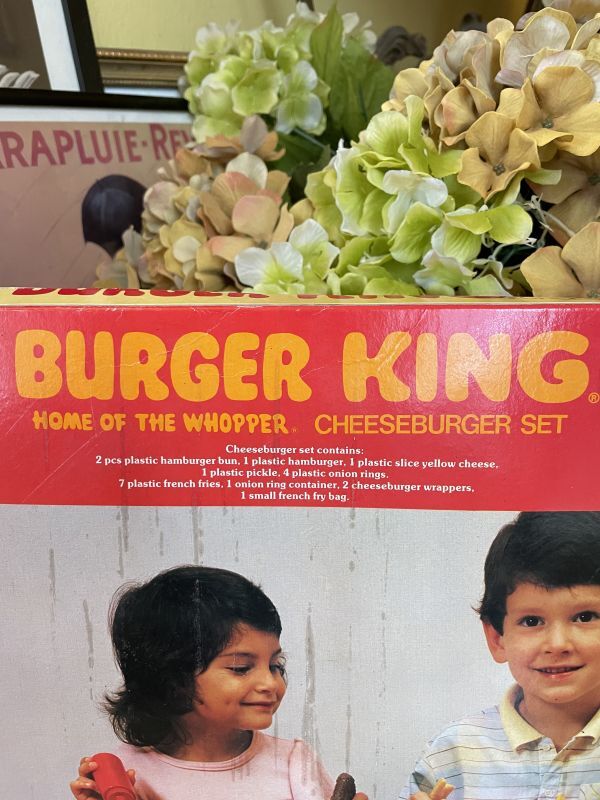 RAPLUIE-RE
BURGER KING®
HOME OF THE WHOPPER® CHEESEBURGER SET
Cheeseburger set contains:
2 pcs plastic hamburger bun, 1 plastic hamburger, 1 plastic slice yellow cheese,
1 plastic pickle, 4 plastic onion rings,
7 plastic french fries, 1 onion ring container, 2 cheeseburger wrappers,
1 small french fry bag.